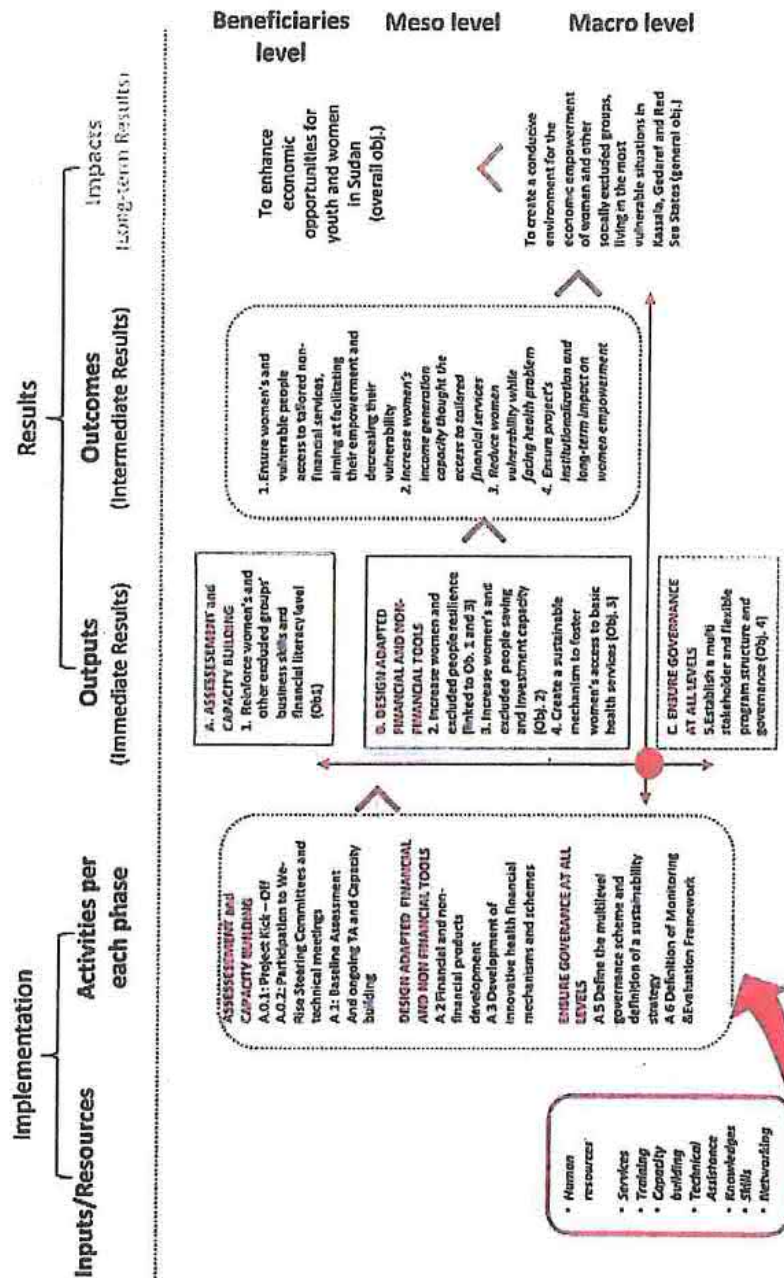 Implementation
Results
Inputs/Resources
Activities per
each phase
Outputs
(Immediate Results)
Outcomes
(Intermediate Results)
Impacts
(Long-term Results)
• Human
resources
• Services
• Training
• Capacity
building
• Technical
Assistance
• Knowledges
• Skills
• Networking
ASSESSEMENT and
CAPACITY BUILDING
A.0.1: Project Kick – Off
A.0.2: Participation to We-
Rise Steering Committees and
technical meetings
A 1: Baseline Assessment
And ongoing TA and Capacity
building
DESIGN ADAPTED FINANCIAL
AND NON FINANCIAL TOOLS
A 2 Financial and non-
financial products
development
A 3 Development of
innovative health financial
mechanisms and schemes
ENSURE GOVERANCE AT ALL
LEVELS
A 5 Define the multilevel
governance scheme and
definition of a sustainability
strategy
A 6 Definition of Monitoring
&Evaluation Framework
A. ASSESSEMENT and
CAPACITY BUILDING
1. Reinforce women's and
other excluded groups'
business skills and
financial literacy level
(Ob1)
B. DESIGN ADAPTED
FINANCIAL AND NON-
FINANCIAL TOOLS
2. Increase women and
excluded people resilience
(linked to Ob. 1 and 3)
3. Increase women's and
excluded people saving
and investment capacity
(Obj. 2)
4. Create a sustainable
mechanism to foster
women's access to basic
health services (Obj. 3)
C. ENSURE GOVERNANCE
AT ALL LEVELS
5.Establish a multi
stakeholder and flexible
program structure and
governance (Obj. 4)
1. Ensure women's and
vulnerable people
access to tailored non-
financial services,
aiming at facilitating
their empowerment and
decreasing their
vulnerability
2. Increase women's
income generation
capacity thought the
access to tailored
financial services
3. Reduce women
vulnerability while
facing health problem
4. Ensure project's
institutionalization and
long-term impact on
women empowerment
To enhance
economic
opportunities for
youth and women
in Sudan
(overall obj.)
To create a conducive
environment for the
economic empowerment
of women and other
socially excluded groups,
living in the most
vulnerable situations in
Kassala, Gedaref and Red
Sea States (general obj.)
Beneficiaries
level
Meso level
Macro level